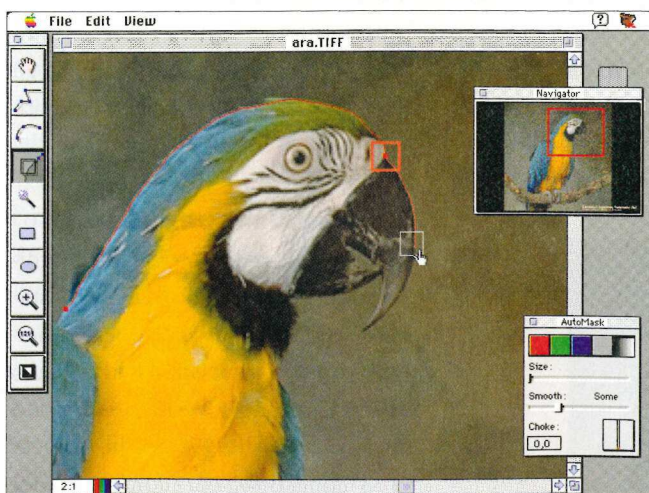 File Edit View
ara.TIFF
Navigator
AutoMask
Size:
Smooth: Some
Choke:
0,0
2:1